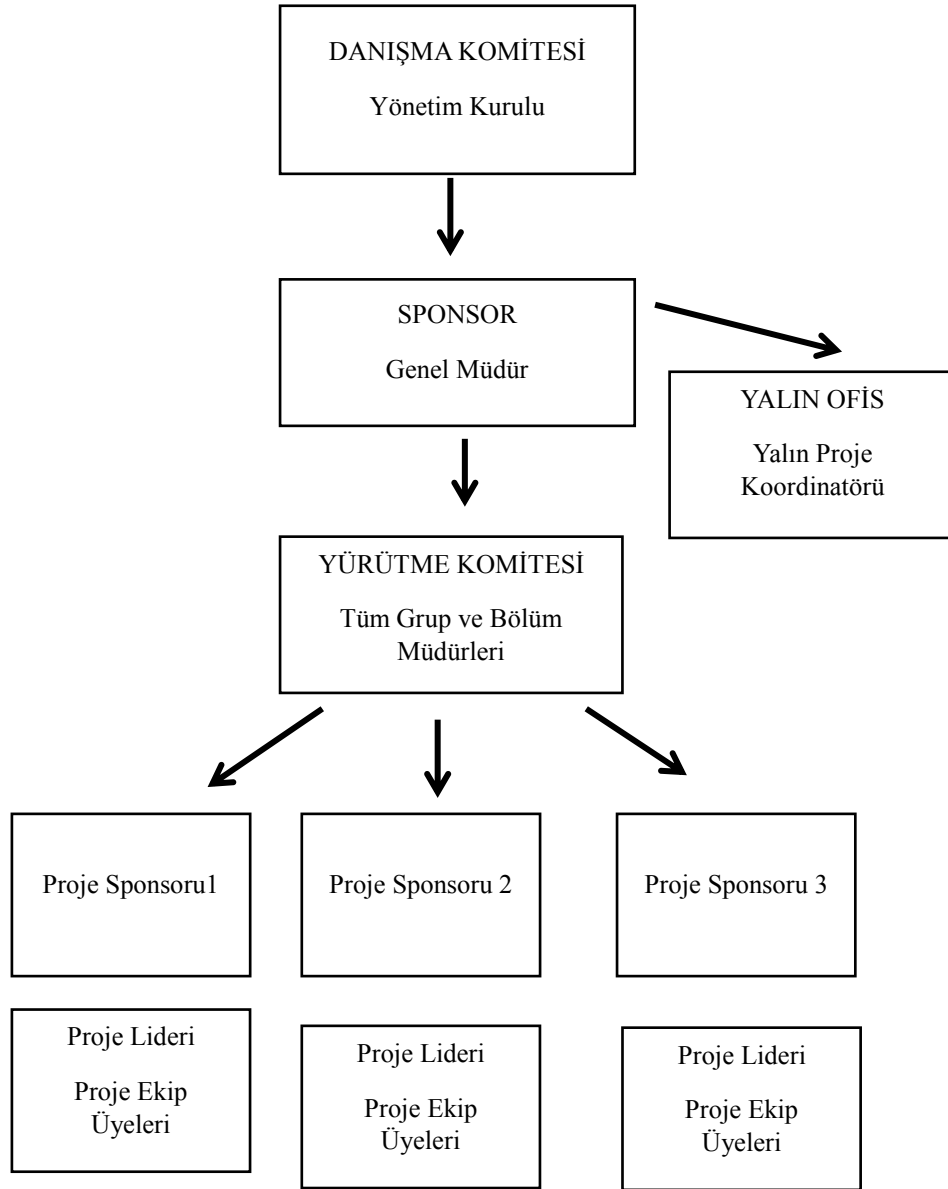 DANIŞMA KOMİTESİ
Yönetim Kurulu
SPONSOR
Genel Müdür
YALIN OFİS
Yalın Proje
Koordinatörü
YÜRÜTME KOMİTESİ
Tüm Grup ve Bölüm
Müdürleri
Proje Sponsoru1
Proje Sponsoru 2
Proje Sponsoru 3
Proje Lideri
Proje Ekip
Üyeleri
Proje Lideri
Proje Ekip
Üyeleri
Proje Lideri
Proje Ekip
Üyeleri